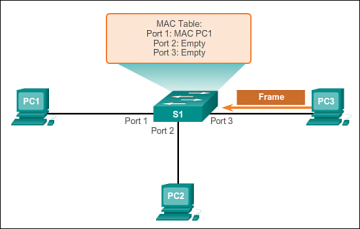 MAC Table:
Port 1: MAC PC1
Port 2: Empty
Port 3: Empty
PC1
Frame
PC3
S1
Port 1
Port 3
Port 2
PC2